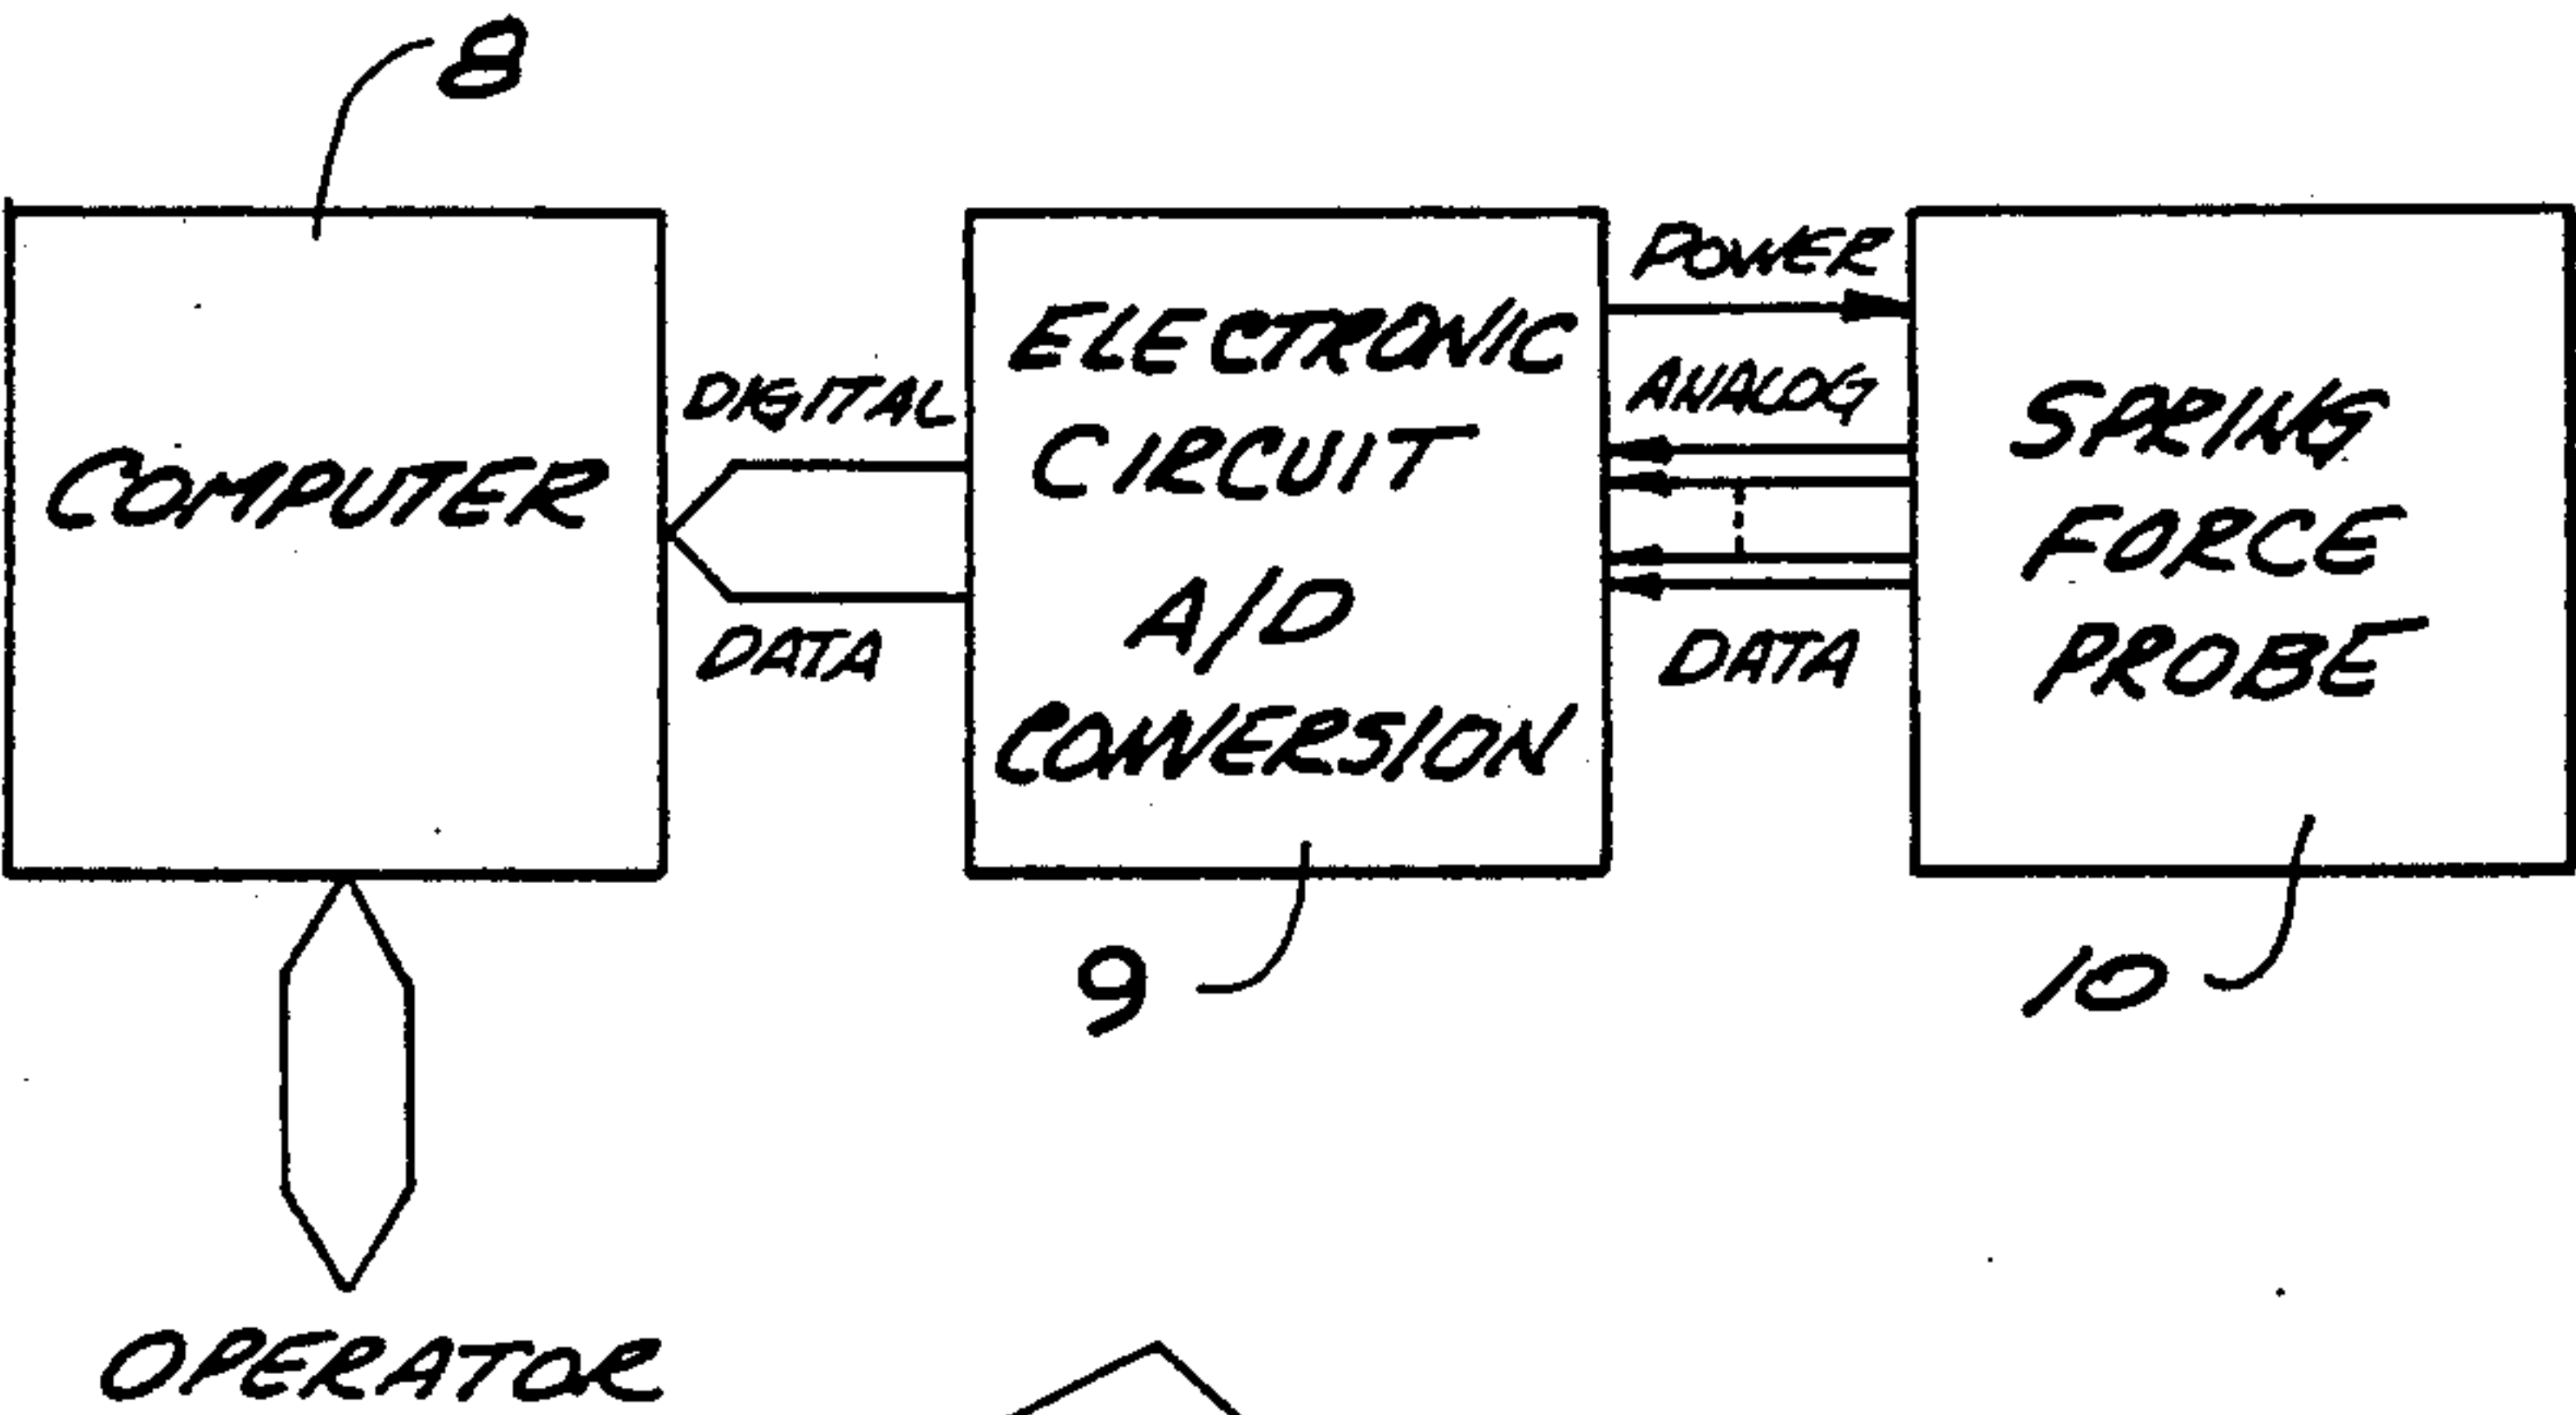 8
COMPUTER
DIGITAL
DATA
ELECTRONIC
CIRCUIT
A/D
CONVERSION
POWER
ANALOG
DATA
SPRING
FORCE
PROBE
9
10
OPERATOR